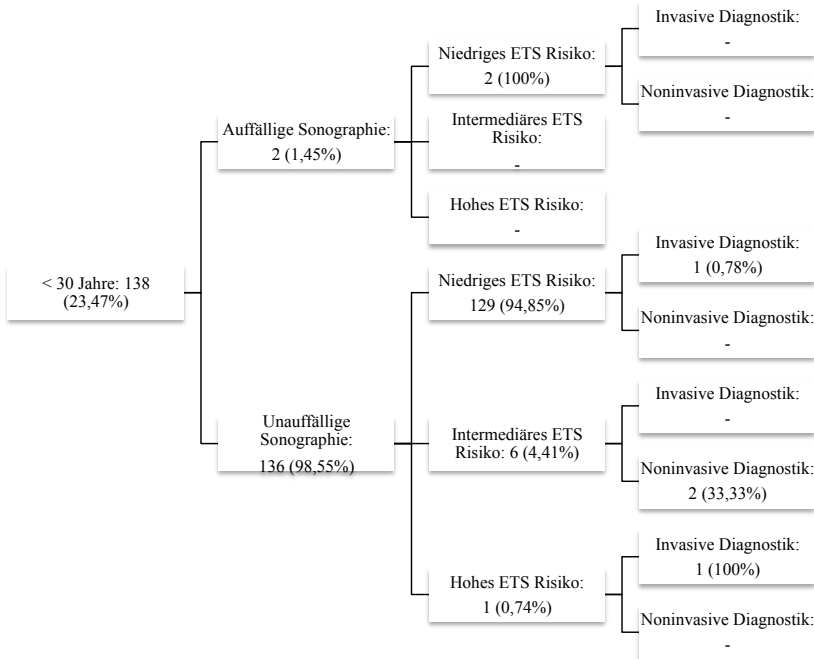 < 30 Jahre: 138
(23,47%)
Auffällige Sonographie:
2 (1,45%)
Niedriges ETS Risiko:
2 (100%)
Invasive Diagnostik:
-
Noninvasive Diagnostik:
-
Intermediäres ETS
Risiko:
-
Hohes ETS Risiko:
-
Unauffällige
Sonographie:
136 (98,55%)
Niedriges ETS Risiko:
129 (94,85%)
Invasive Diagnostik:
1 (0,78%)
Noninvasive Diagnostik:
-
Intermediäres ETS
Risiko: 6 (4,41%)
Invasive Diagnostik:
-
Noninvasive Diagnostik:
2 (33,33%)
Hohes ETS Risiko:
1 (0,74%)
Invasive Diagnostik:
1 (100%)
Noninvasive Diagnostik:
-